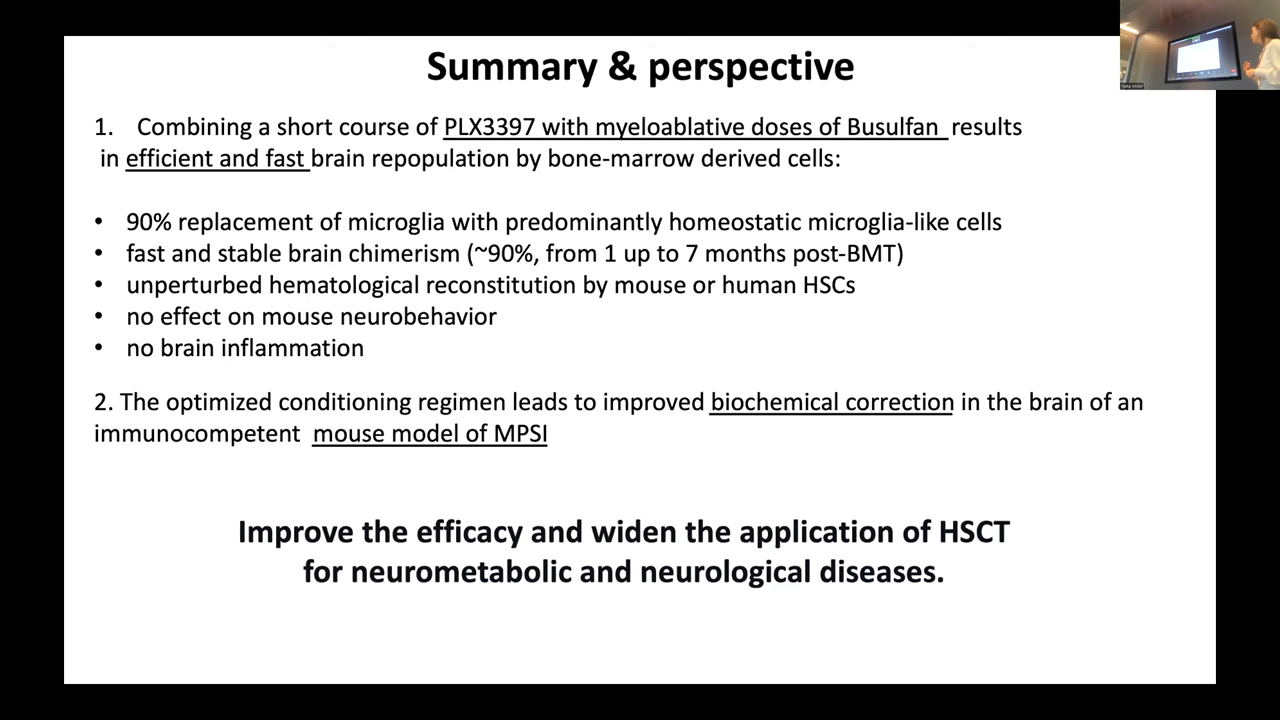 Summary & perspective
1. Combining a short course of PLX3397 with myeloablative doses of Busulfan results
in efficient and fast brain repopulation by bone-marrow derived cells:
• 90% replacement of microglia with predominantly homeostatic microglia-like cells
• fast and stable brain chimerism (~90%, from 1 up to 7 months post-BMT)
• unperturbed hematological reconstitution by mouse or human HSCs
• no effect on mouse neurobehavior
• no brain inflammation
2. The optimized conditioning regimen leads to improved biochemical correction in the brain of an
immunocompetent mouse model of MPSI
Improve the efficacy and widen the application of HSCT
for neurometabolic and neurological diseases.